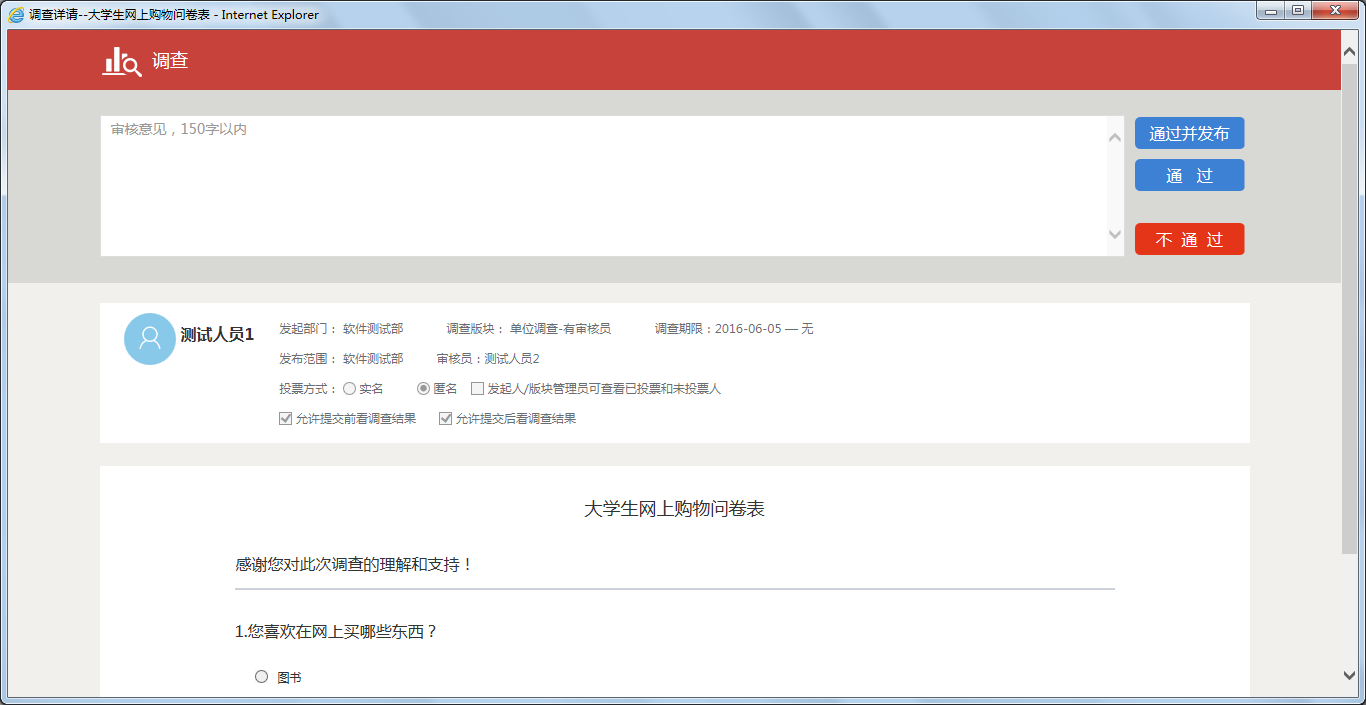 调查详请--大学生网上购物问卷表 - Internet Explorer
调查
审核意见，150字以内
通过并发布
通 过
不 通 过
测试人员1
发起部门： 软件测试部 调查版块： 单位调查-有审核员 调查期限：2016-06-05 — 无
发布范围： 软件测试部 审核员：测试人员2
投票方式： 实名 匿名 发起人/版块管理员可查看已投票和未投票人
允许提交前看调查结果 允许提交后看调查结果
大学生网上购物问卷表
感谢您对此次调查的理解和支持！
1.您喜欢在网上买哪些东西？
图书